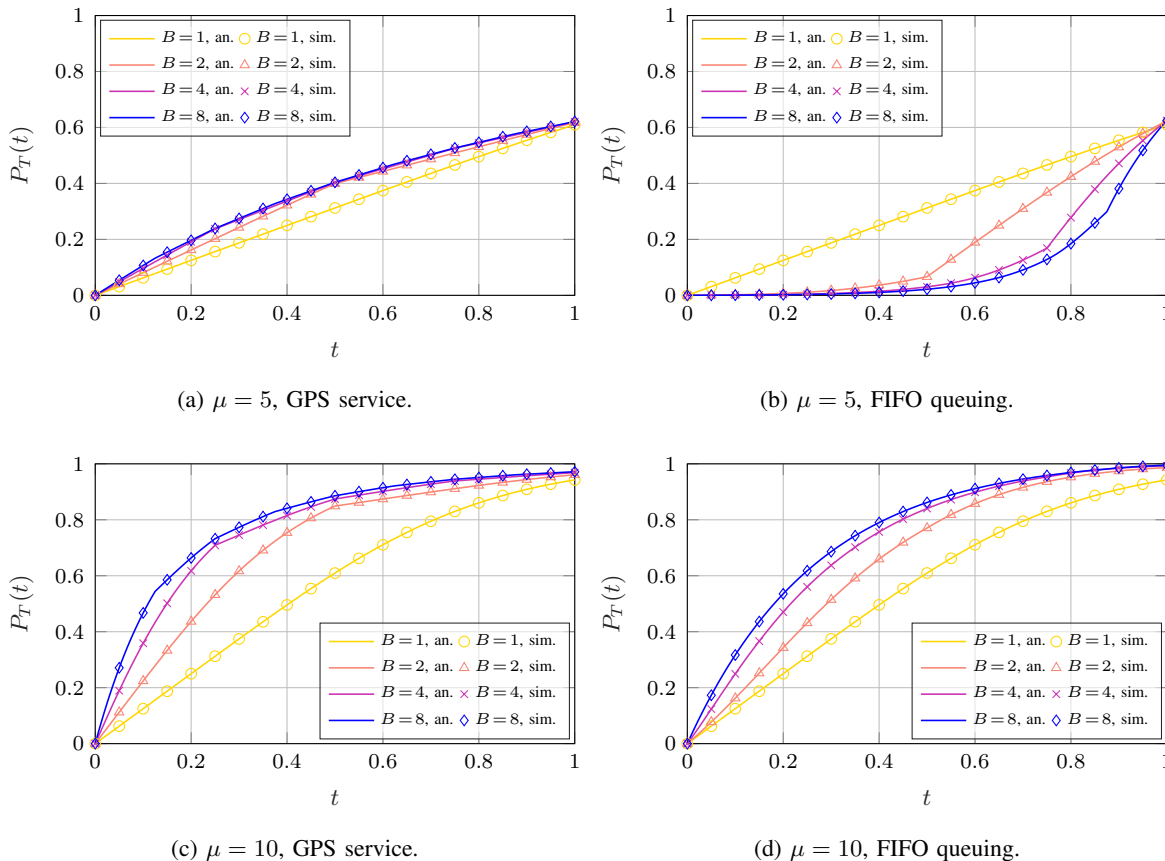 1
0.8
0.6
0.4
0.2
0
P_T(t)
B = 1, an. B = 1, sim.
B = 2, an. B = 2, sim.
B = 4, an. B = 4, sim.
B = 8, an. B = 8, sim.
0 0.2 0.4 0.6 0.8 1
t
(a) μ = 5, GPS service.
1
0.8
0.6
0.4
0.2
0
P_T(t)
B = 1, an. B = 1, sim.
B = 2, an. B = 2, sim.
B = 4, an. B = 4, sim.
B = 8, an. B = 8, sim.
0 0.2 0.4 0.6 0.8 1
t
(b) μ = 5, FIFO queuing.
1
0.8
0.6
0.4
0.2
0
P_T(t)
B = 1, an. B = 1, sim.
B = 2, an. B = 2, sim.
B = 4, an. B = 4, sim.
B = 8, an. B = 8, sim.
0 0.2 0.4 0.6 0.8 1
t
(c) μ = 10, GPS service.
1
0.8
0.6
0.4
0.2
0
P_T(t)
B = 1, an. B = 1, sim.
B = 2, an. B = 2, sim.
B = 4, an. B = 4, sim.
B = 8, an. B = 8, sim.
0 0.2 0.4 0.6 0.8 1
t
(d) μ = 10, FIFO queuing.